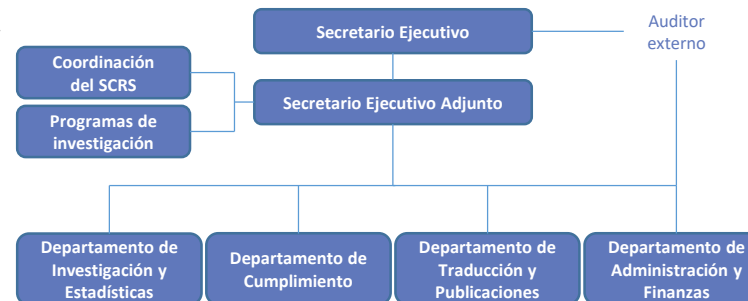 Secretario Ejecutivo
Auditor
externo
Coordinación
del SCRS
Secretario Ejecutivo Adjunto
Programas de
investigación
Departamento de
Investigación y
Estadísticas
Departamento de
Cumplimiento
Departamento de
Traducción y
Publicaciones
Departamento de
Administración y
Finanzas